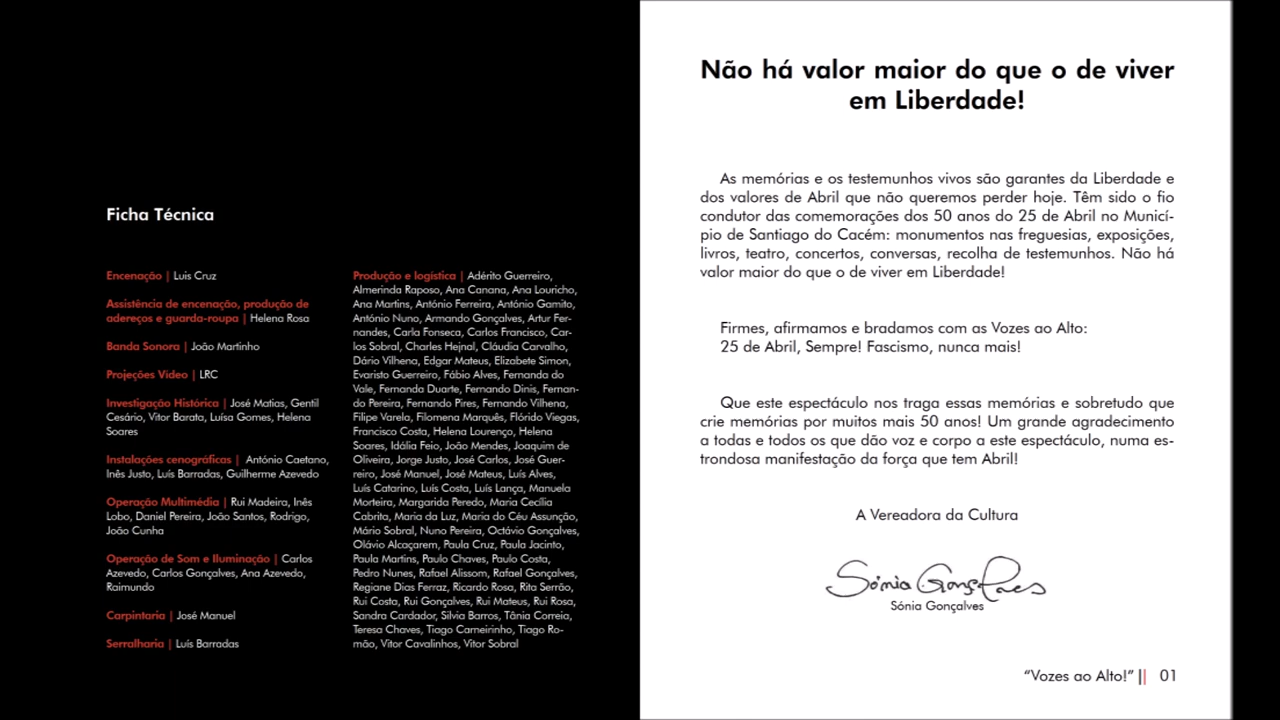 Ficha Técnica
Encenação | Luis Cruz
Assistência de encenação, produção de
adereços e guarda-roupa | Helena Rosa
Banda Sonora | João Martinho
Projeções Vídeo | LRC
Investigação Histórica | José Matias, Gentil
Cesário, Vitor Barata, Luísa Gomes, Helena
Soares
Instalações cenográficas | António Caetano,
Inês Justo, Luís Barradas, Guilherme Azevedo
Operação Multimédia | Rui Madeira, Inês
Lobo, Daniel Pereira, João Santos, Rodrigo,
João Cunha
Operação de Som e Iluminação | Carlos
Azevedo, Carlos Gonçalves, Ana Azevedo,
Raimundo
Carpintaria | José Manuel
Serralharia | Luís Barradas
Produção e logística | Adérito Guerreiro,
Almerinda Raposo, Ana Canana, Ana Louricho,
Ana Martins, António Ferreira, António Gamito,
António Nuno, Armando Gonçalves, Artur Fer-
nandes, Carla Fonseca, Carlos Francisco, Car-
los Sobral, Charles Hejnal, Cláudia Carvalho,
Dário Vilhena, Edgar Mateus, Elizabete Simon,
Evaristo Guerreiro, Fábio Alves, Fernanda do
Vale, Fernanda Duarte, Fernando Dinis, Fernan-
do Pereira, Fernando Pires, Fernando Vilhena,
Filipe Varela, Filomena Marquês, Flórido Viegas,
Francisco Costa, Helena Lourenço, Helena
Soares, Idália Feio, João Mendes, Joaquim de
Oliveira, Jorge Justo, José Carlos, José Guer-
reiro, José Manuel, José Mateus, Luís Alves,
Luís Catarino, Luís Costa, Luís Lança, Manuela
Morteira, Margarida Peredo, Maria Cecília
Cabrita, Maria da Luz, Maria do Céu Assunção,
Mário Sobral, Nuno Pereira, Octávio Gonçalves,
Olávio Alcaçarem, Paula Cruz, Paula Jacinto,
Paula Martins, Paulo Chaves, Paulo Costa,
Pedro Nunes, Rafael Alissom, Rafael Gonçalves,
Regiane Dias Ferraz, Ricardo Rosa, Rita Serrão,
Rui Costa, Rui Gonçalves, Rui Mateus, Rui Rosa,
Sandra Cardador, Silvia Barros, Tânia Correia,
Teresa Chaves, Tiago Carneirinho, Tiago Ro-
mão, Vitor Cavalinhos, Vitor Sobral
Não há valor maior do que o de viver
em Liberdade!
As memórias e os testemunhos vivos são garantes da Liberdade e
dos valores de Abril que não queremos perder hoje. Têm sido o fio
condutor das comemorações dos 50 anos do 25 de Abril no Municí-
pio de Santiago do Cacém: monumentos nas freguesias, exposições,
livros, teatro, concertos, conversas, recolha de testemunhos. Não há
valor maior do que o de viver em Liberdade!
Firmes, afirmamos e bradamos com as Vozes ao Alto:
25 de Abril, Sempre! Fascismo, nunca mais!
Que este espectáculo nos traga essas memórias e sobretudo que
crie memórias por muitos mais 50 anos! Um grande agradecimento
a todas e todos os que dão voz e corpo a este espectáculo, numa es-
trondosa manifestação da força que tem Abril!
A Vereadora da Cultura
Sónia Gonçalves
Sónia Gonçalves
“Vozes ao Alto!” || 01